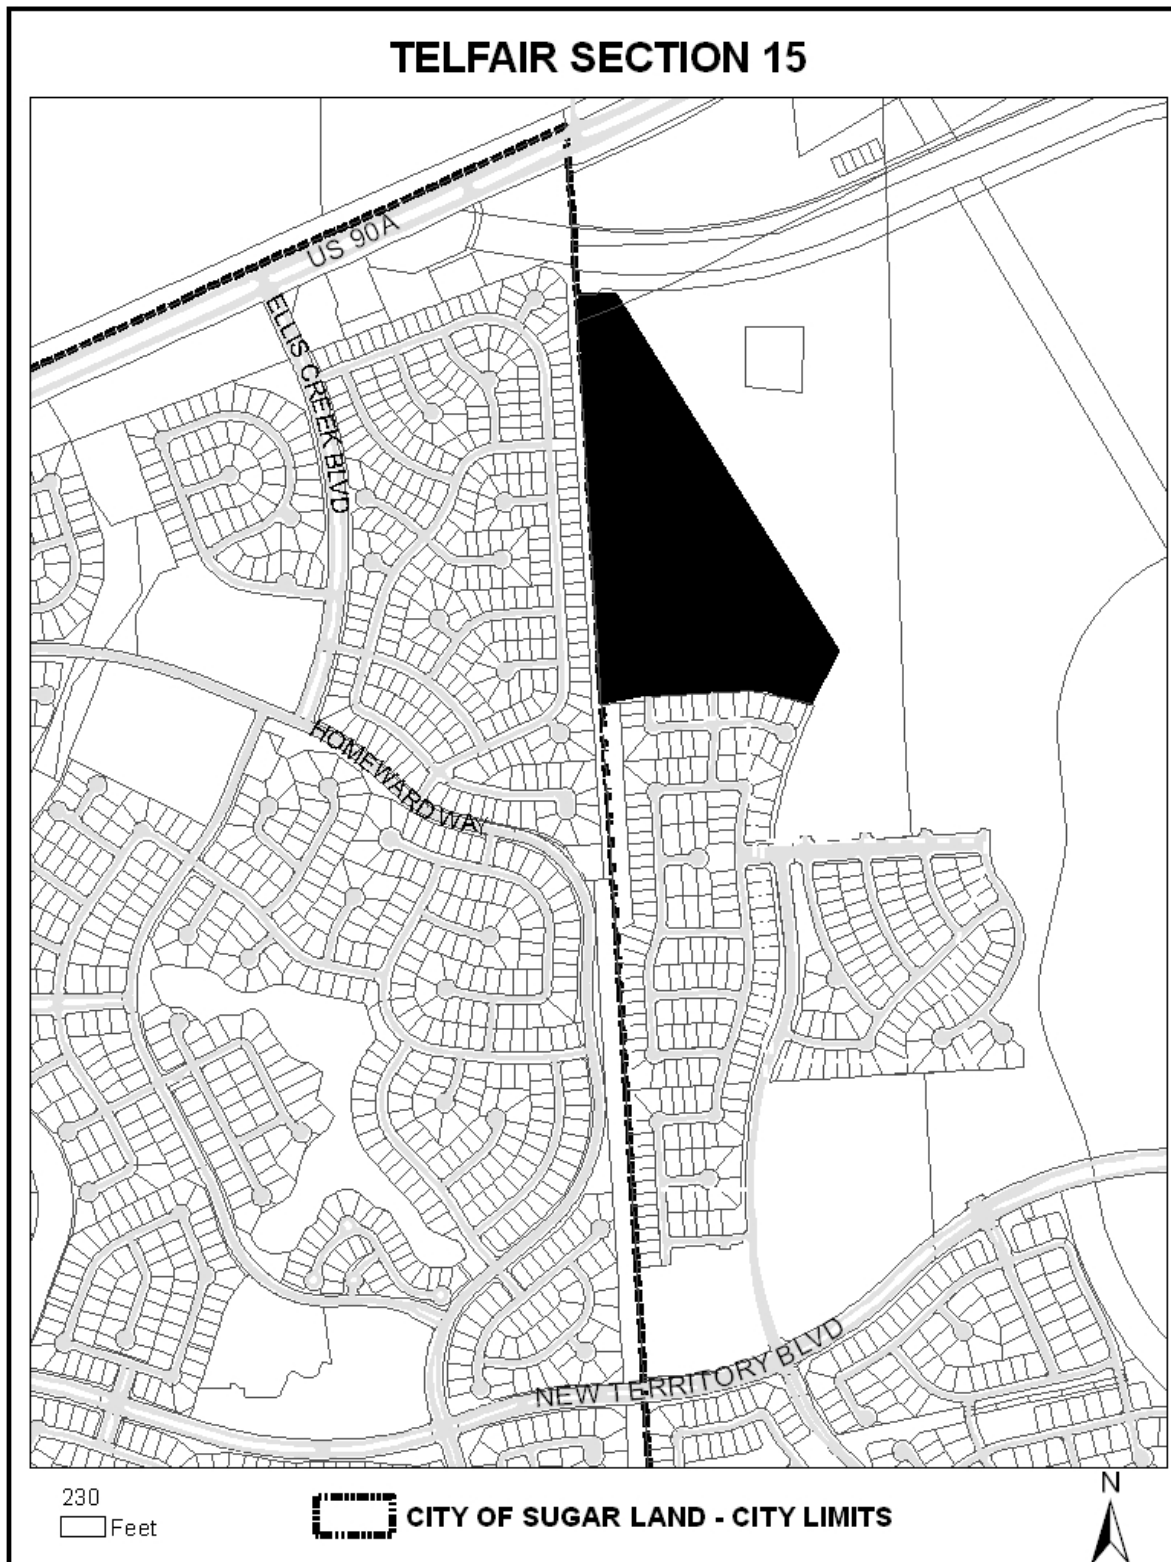 TELFAIR SECTION 15
US 90A
ELLIS CREEK BLVD
HOMEWARD WAY
NEW TERRITORY BLVD
230
Feet
CITY OF SUGAR LAND - CITY LIMITS
N